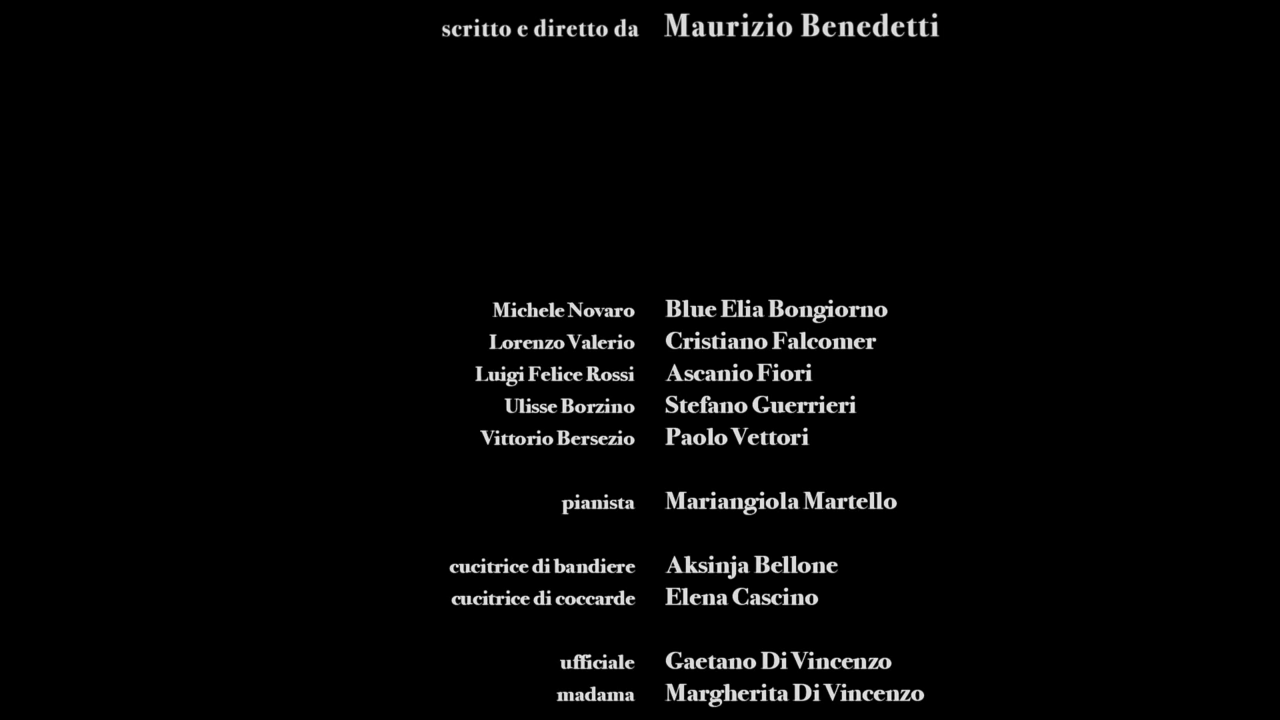 scritto e diretto da Maurizio Benedetti
Michele Novaro Blue Elia Bongiorno
Lorenzo Valerio Cristiano Falcomer
Luigi Felice Rossi Ascanio Fiori
Ulisse Borzino Stefano Guerrieri
Vittorio Bersezio Paolo Vettori
pianista Mariangiola Martello
cucitrice di bandiere Aksinja Bellone
cucitrice di coccarde Elena Cascino
ufficiale Gaetano Di Vincenzo
madama Margherita Di Vincenzo